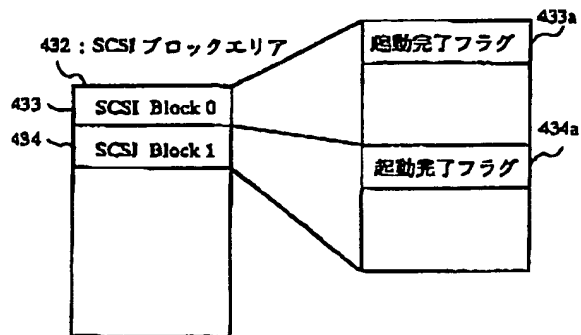 432：SCSI ブロックエリア
433
SCSI Block 0
434
SCSI Block 1
433a
起動完了フラグ
434a
起動完了フラグ